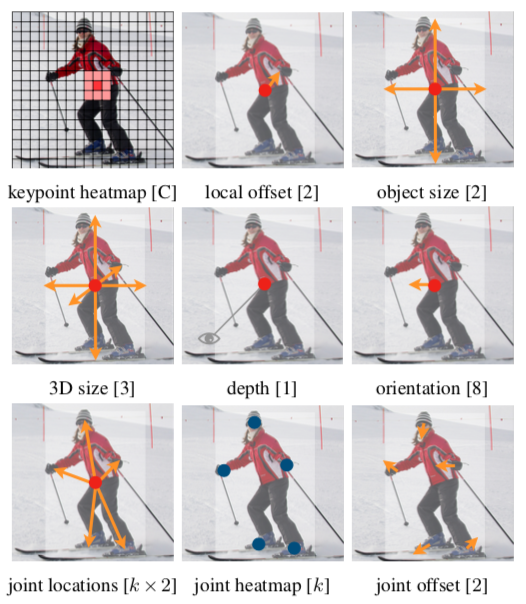 keypoint heatmap [C]
local offset [2]
object size [2]
3D size [3]
depth [1]
orientation [8]
joint locations [k × 2]
joint heatmap [k]
joint offset [2]